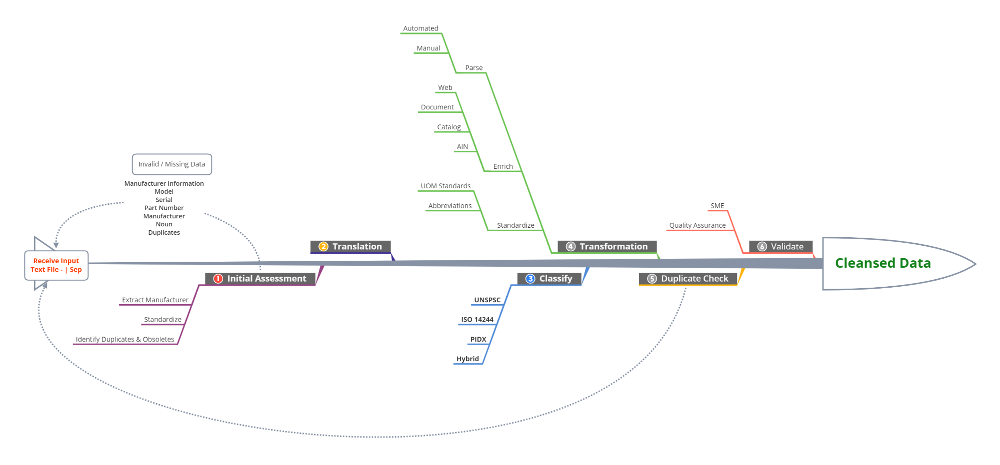 Automated
Manual
Parse
Web
Document
Catalog
AIN
Enrich
UOM Standards
Abbreviations
Standardize
Invalid / Missing Data
Manufacturer Information
Model
Serial
Part Number
Manufacturer
Noun
Duplicates
SME
Quality Assurance
2 Translation
4 Transformation
6 Validate
Receive Input
Text File - | Sep
Cleansed Data
1 Initial Assessment
3 Classify
5 Duplicate Check
Extract Manufacturer
Standardize
Identify Duplicates & Obsoletes
UNSPSC
ISO 14244
PIDX
Hybrid